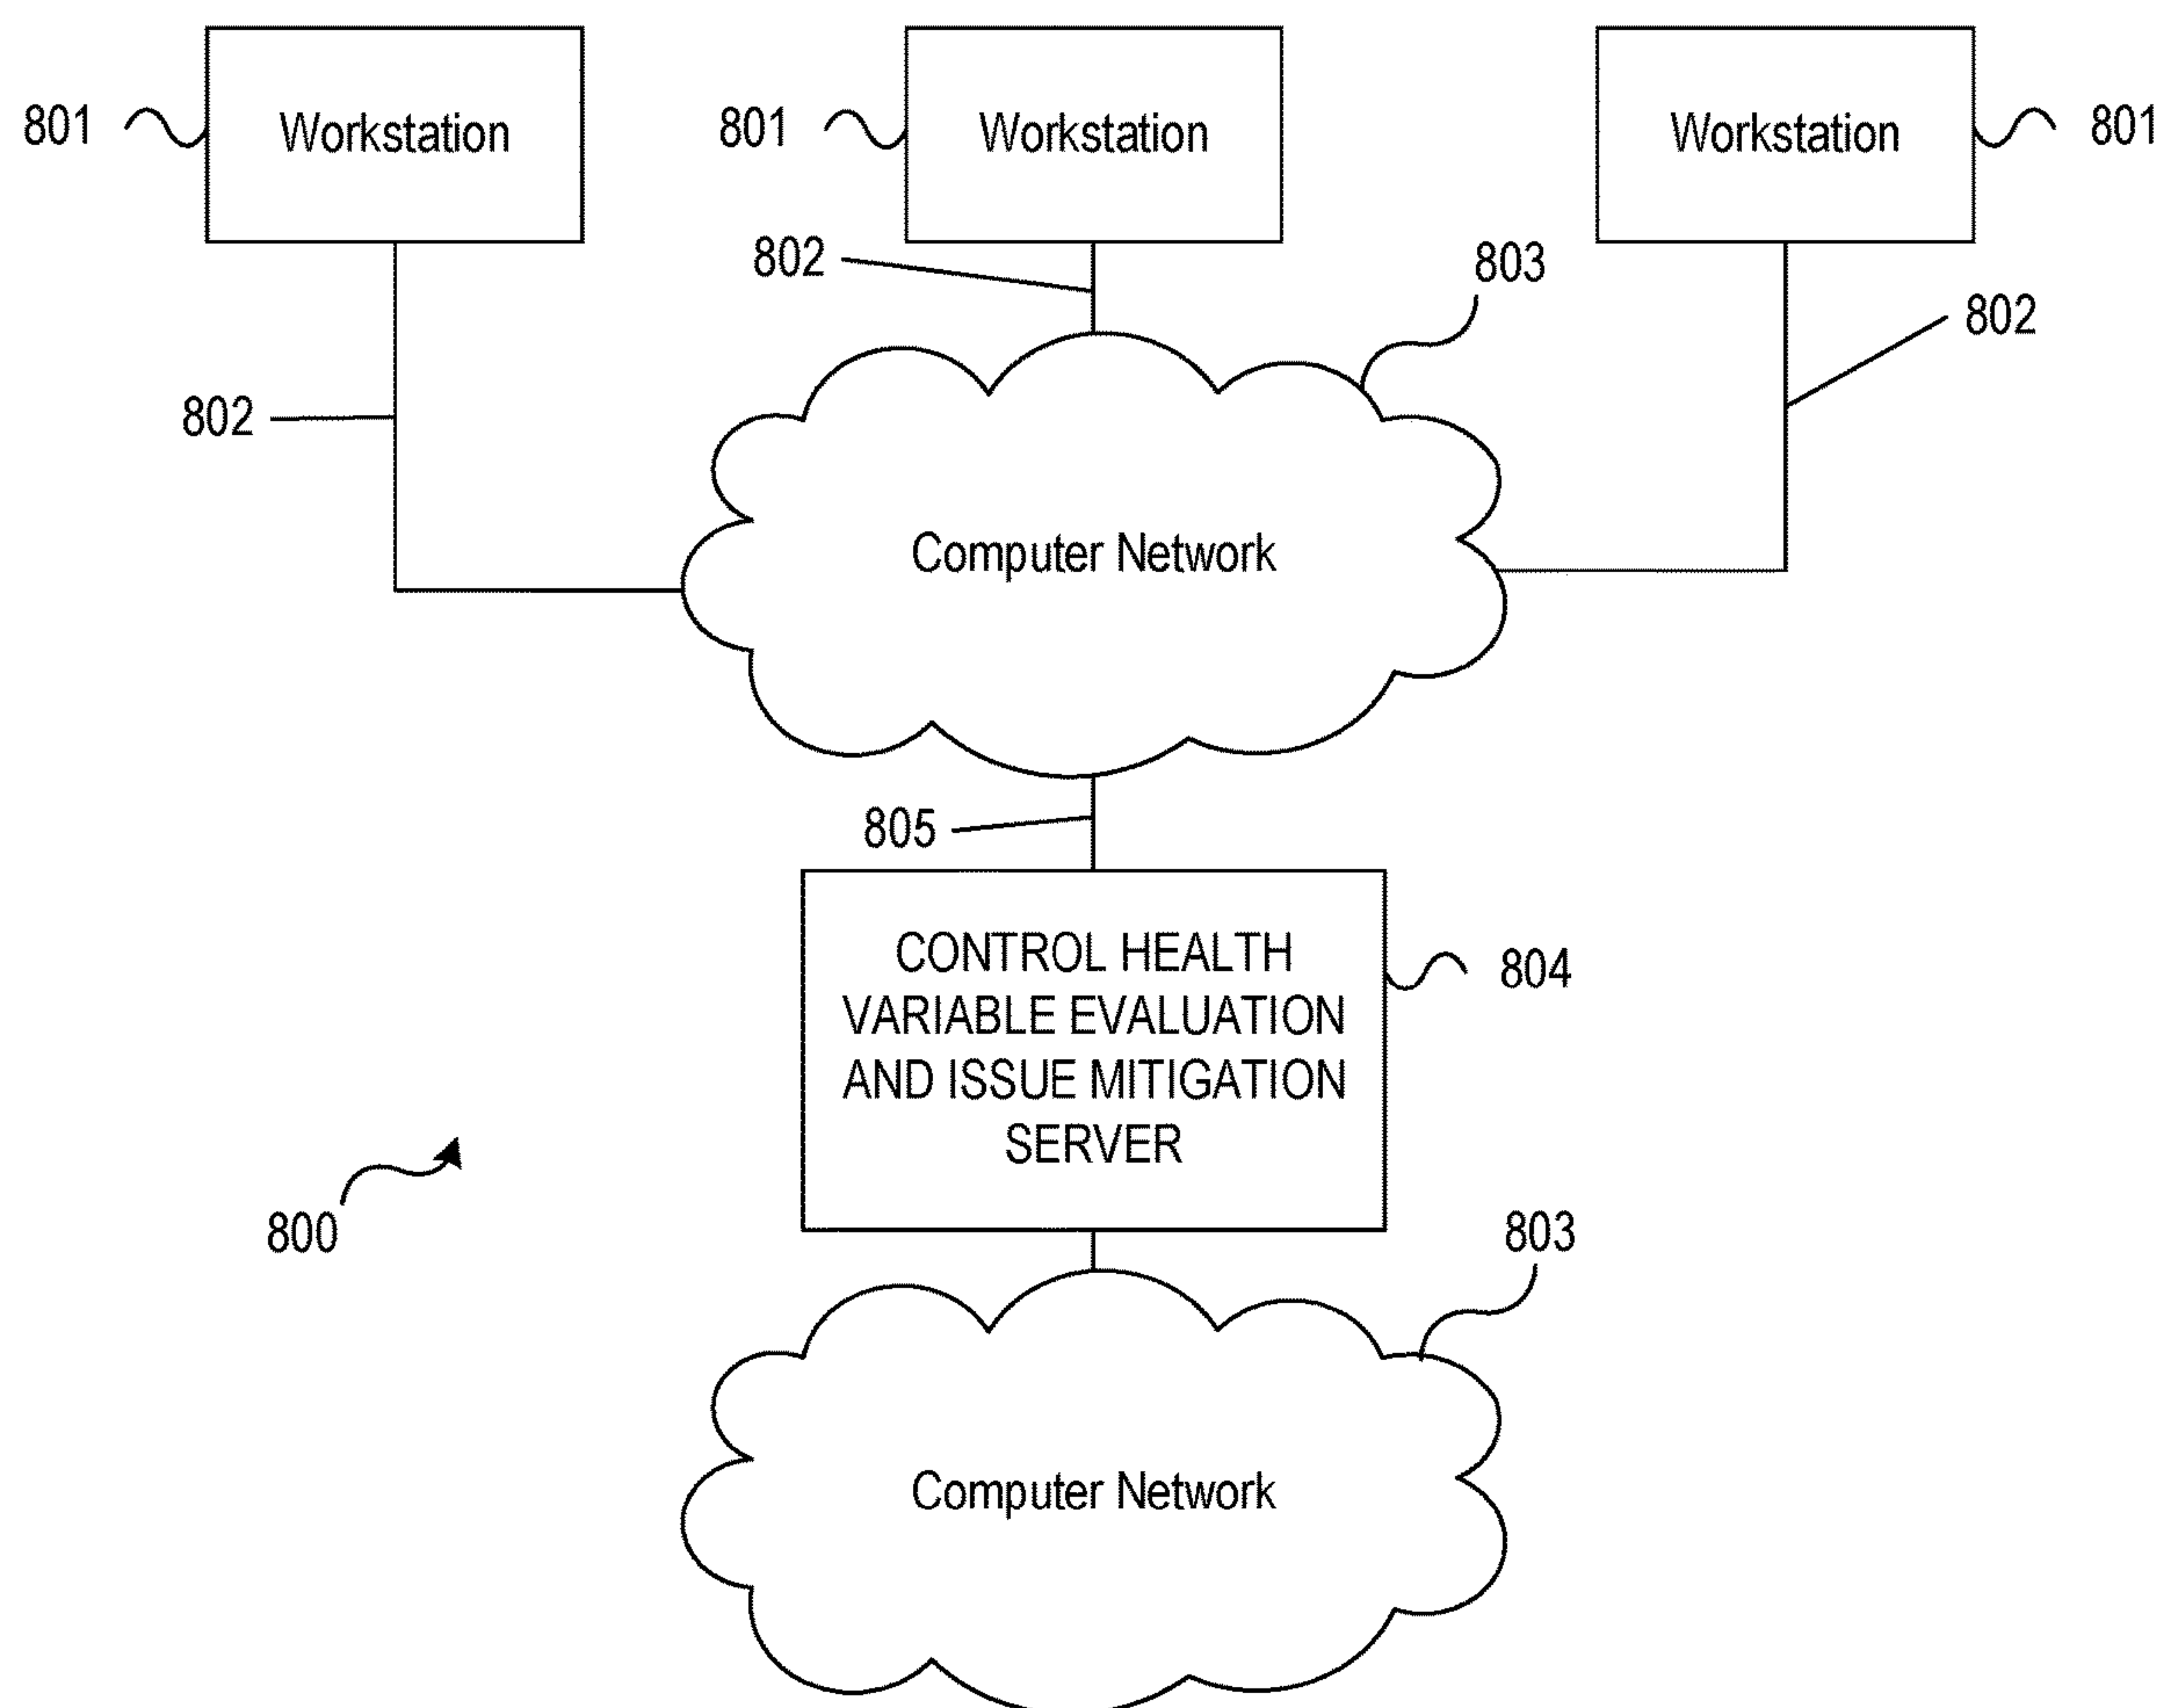 801
Workstation
801
Workstation
Workstation
801
802
803
802
802
Computer Network
805
CONTROL HEALTH
VARIABLE EVALUATION
AND ISSUE MITIGATION
SERVER
804
800
803
Computer Network